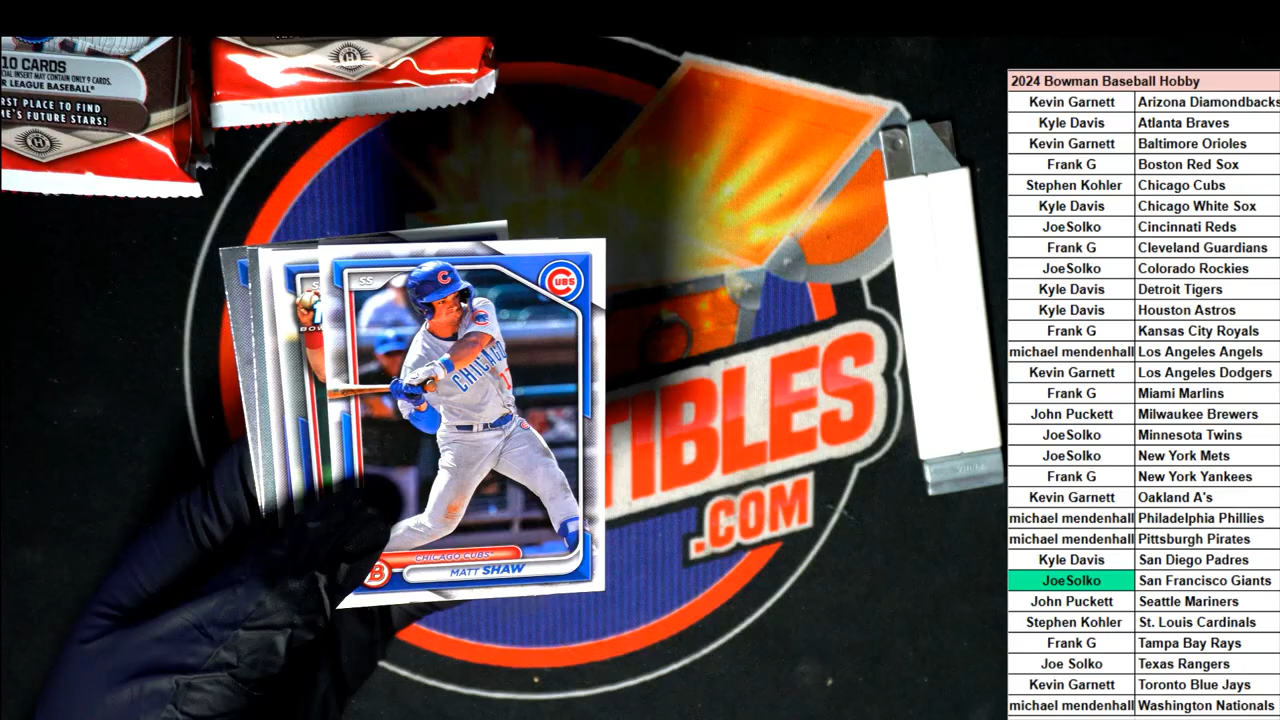 10 CARDS
CIAL INSERT MAY CONTAIN ONLY 9 CARDS.
R LEAGUE BASEBALL®
RST PLACE TO FIND
ME'S FUTURE STARS!
H
H
SS
CUBS
C
CHICAGO
BOW
CHICAGO CUBS®
B
MATT SHAW
TIBLES
.COM
2024 Bowman Baseball Hobby
Kevin Garnett Arizona Diamondbacks
Kyle Davis Atlanta Braves
Kevin Garnett Baltimore Orioles
Frank G Boston Red Sox
Stephen Kohler Chicago Cubs
Kyle Davis Chicago White Sox
JoeSolko Cincinnati Reds
Frank G Cleveland Guardians
JoeSolko Colorado Rockies
Kyle Davis Detroit Tigers
Kyle Davis Houston Astros
Frank G Kansas City Royals
michael mendenhall Los Angeles Angels
Kevin Garnett Los Angeles Dodgers
Frank G Miami Marlins
John Puckett Milwaukee Brewers
JoeSolko Minnesota Twins
JoeSolko New York Mets
Frank G New York Yankees
Kevin Garnett Oakland A's
michael mendenhall Philadelphia Phillies
michael mendenhall Pittsburgh Pirates
Kyle Davis San Diego Padres
JoeSolko San Francisco Giants
John Puckett Seattle Mariners
Stephen Kohler St. Louis Cardinals
Frank G Tampa Bay Rays
Joe Solko Texas Rangers
Kevin Garnett Toronto Blue Jays
michael mendenhall Washington Nationals